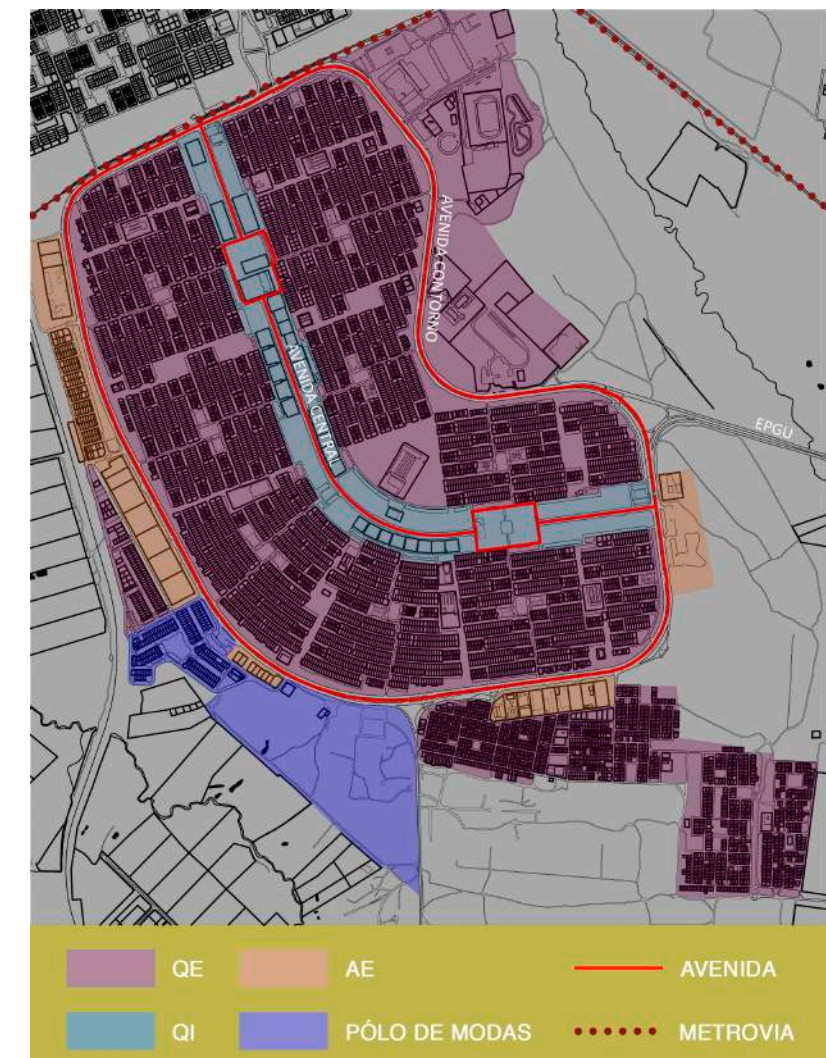 AVENIDA CONTORNO
AVENIDA CENTRAL
EPGU
QE
AE
AVENIDA
QI
PÓLO DE MODAS
METROVIA